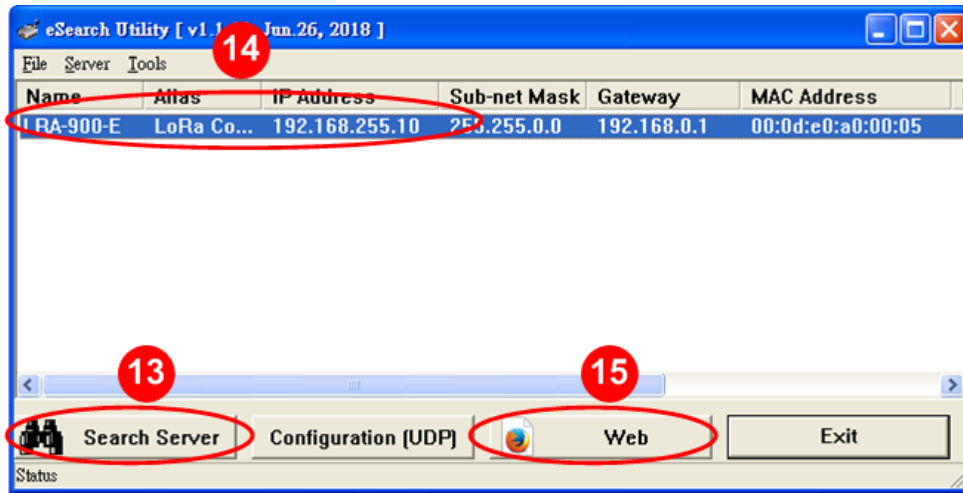 eSearch Utility [ v1.1 Jun.26, 2018 ]
14
File Server Tools
Name Alias IP Address Sub-net Mask Gateway MAC Address
LRA-900-E LoRa Co... 192.168.255.10 255.255.0.0 192.168.0.1 00:0d:e0:a0:00:05
13 15
Search Server Configuration (UDP) Web Exit
Status